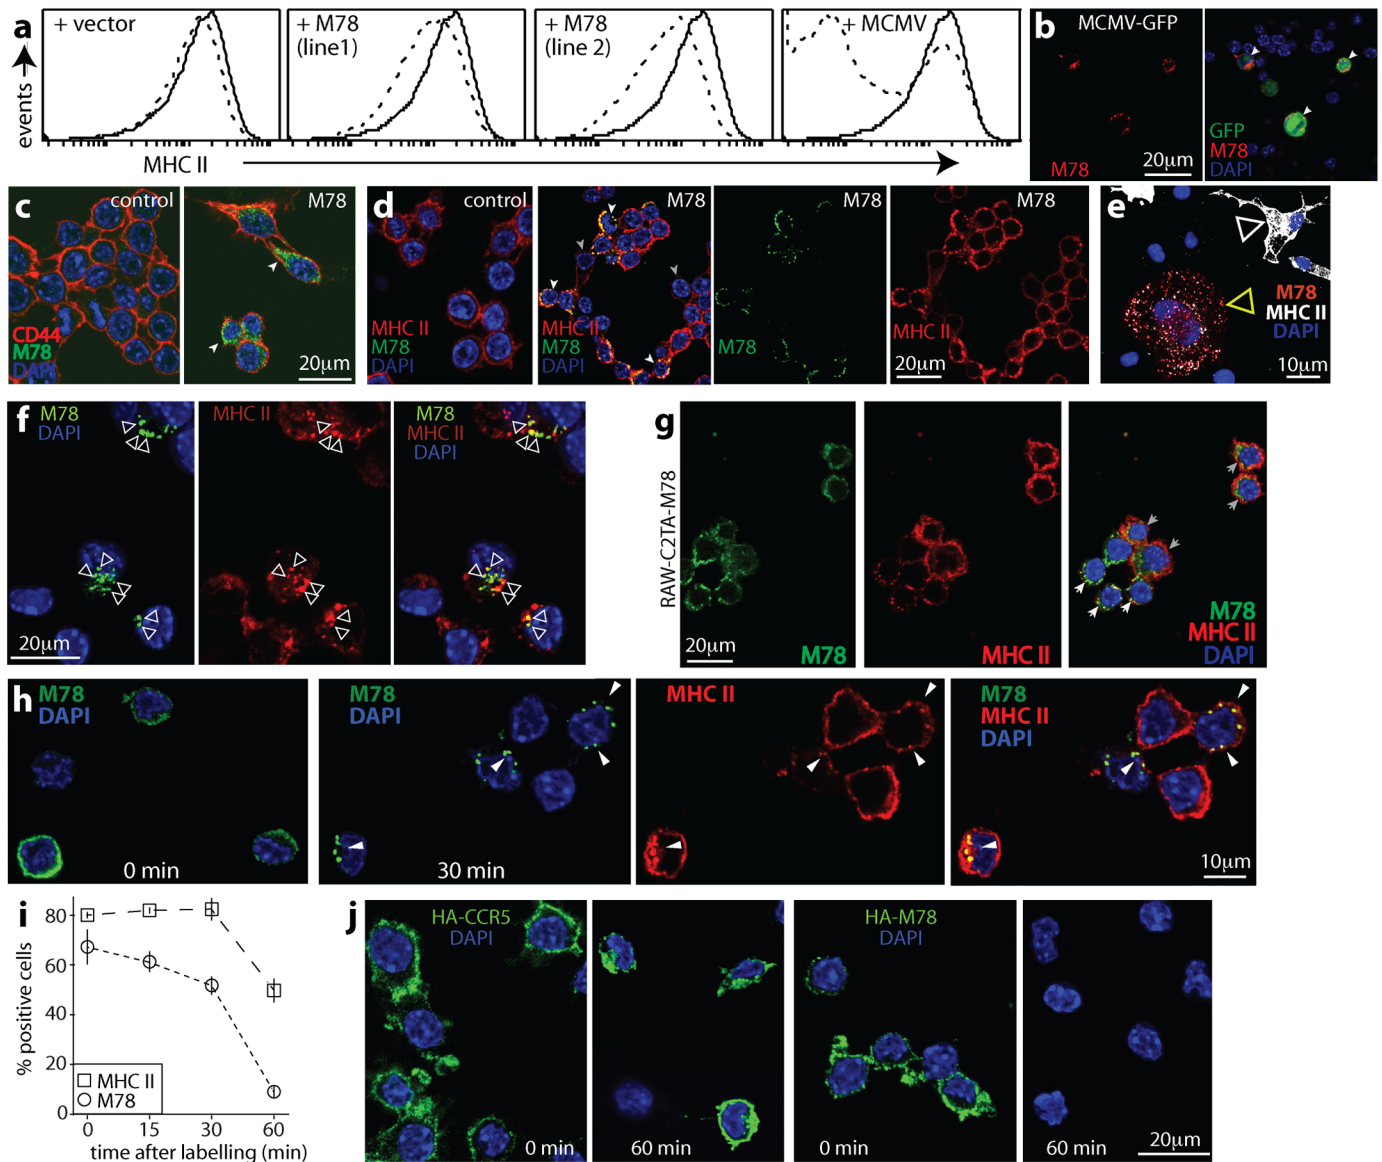 a
+ vector
+ M78
(line1)
+ M78
(line 2)
+ MCMV
events
MHC II
b
MCMV-GFP
M78
20μm
GFP
M78
DAPI
c
control
CD44
M78
DAPI
M78
20μm
d
control
MHC II
M78
DAPI
M78
MHC II
M78
DAPI
M78
M78
M78
MHC II
20μm
e
M78
MHC II
DAPI
10μm
f
M78
DAPI
20μm
MHC II
M78
MHC II
DAPI
g
RAW-C2TA-M78
20μm
M78
MHC II
M78
MHC II
DAPI
h
M78
DAPI
0 min
M78
DAPI
30 min
MHC II
M78
MHC II
DAPI
10μm
i
% positive cells
80
60
40
20
0
MHC II
M78
0 15 30 60
time after labelling (min)
j
HA-CCR5
DAPI
0 min
60 min
HA-M78
DAPI
0 min
60 min
20μm